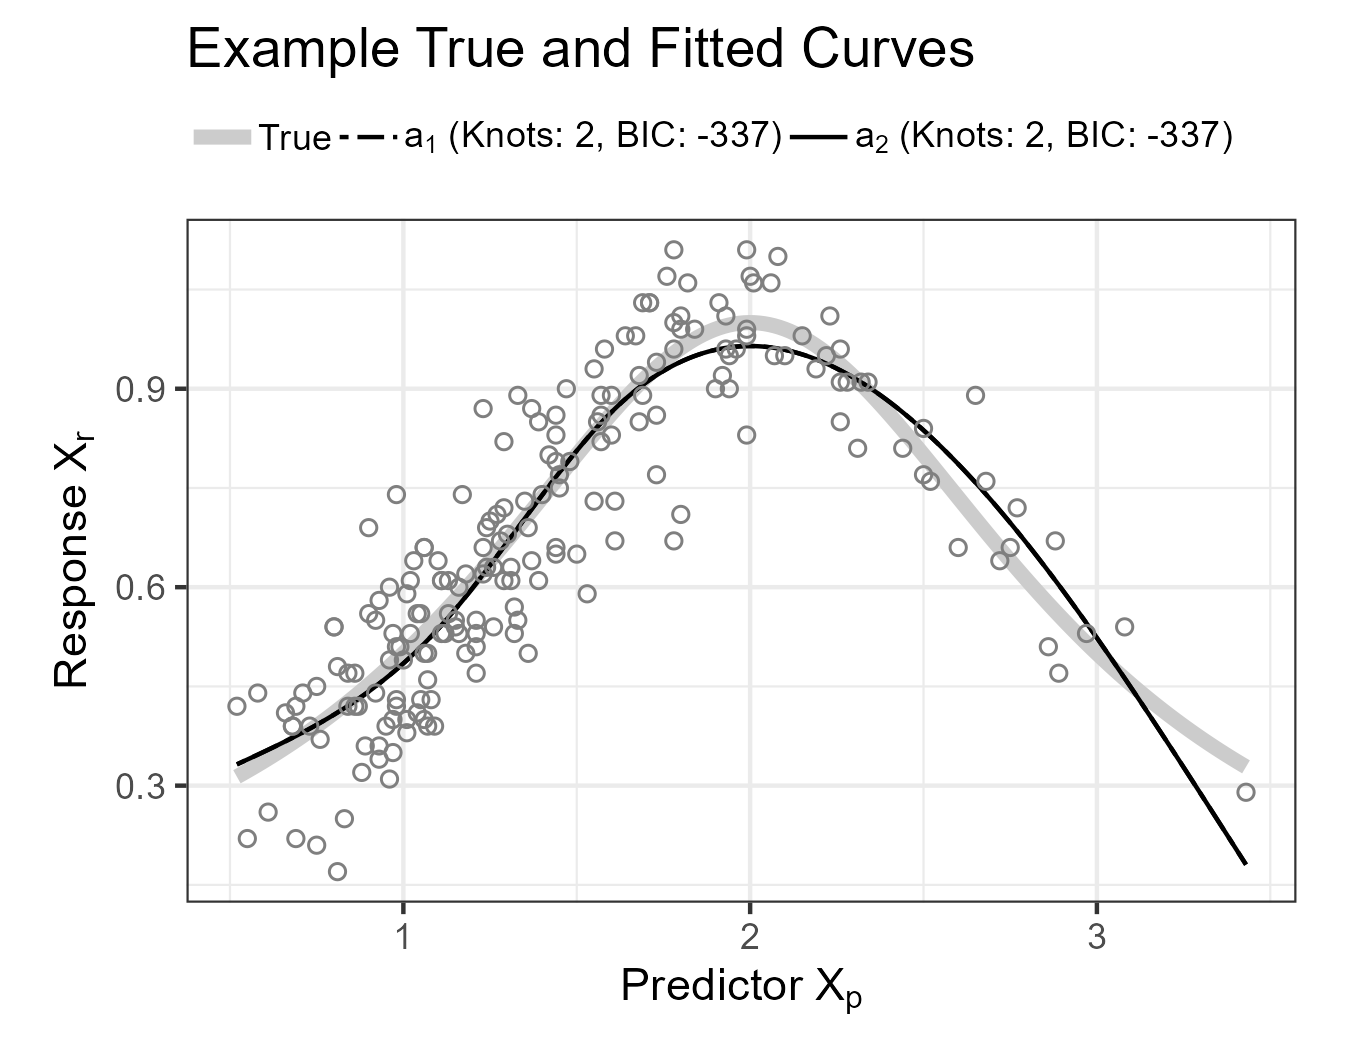 Example True and Fitted Curves
True a₁ (Knots: 2, BIC: -337) a₂ (Knots: 2, BIC: -337)
0.9
0.6
0.3
Response Xᵣ
1 2 3
Predictor Xₚ